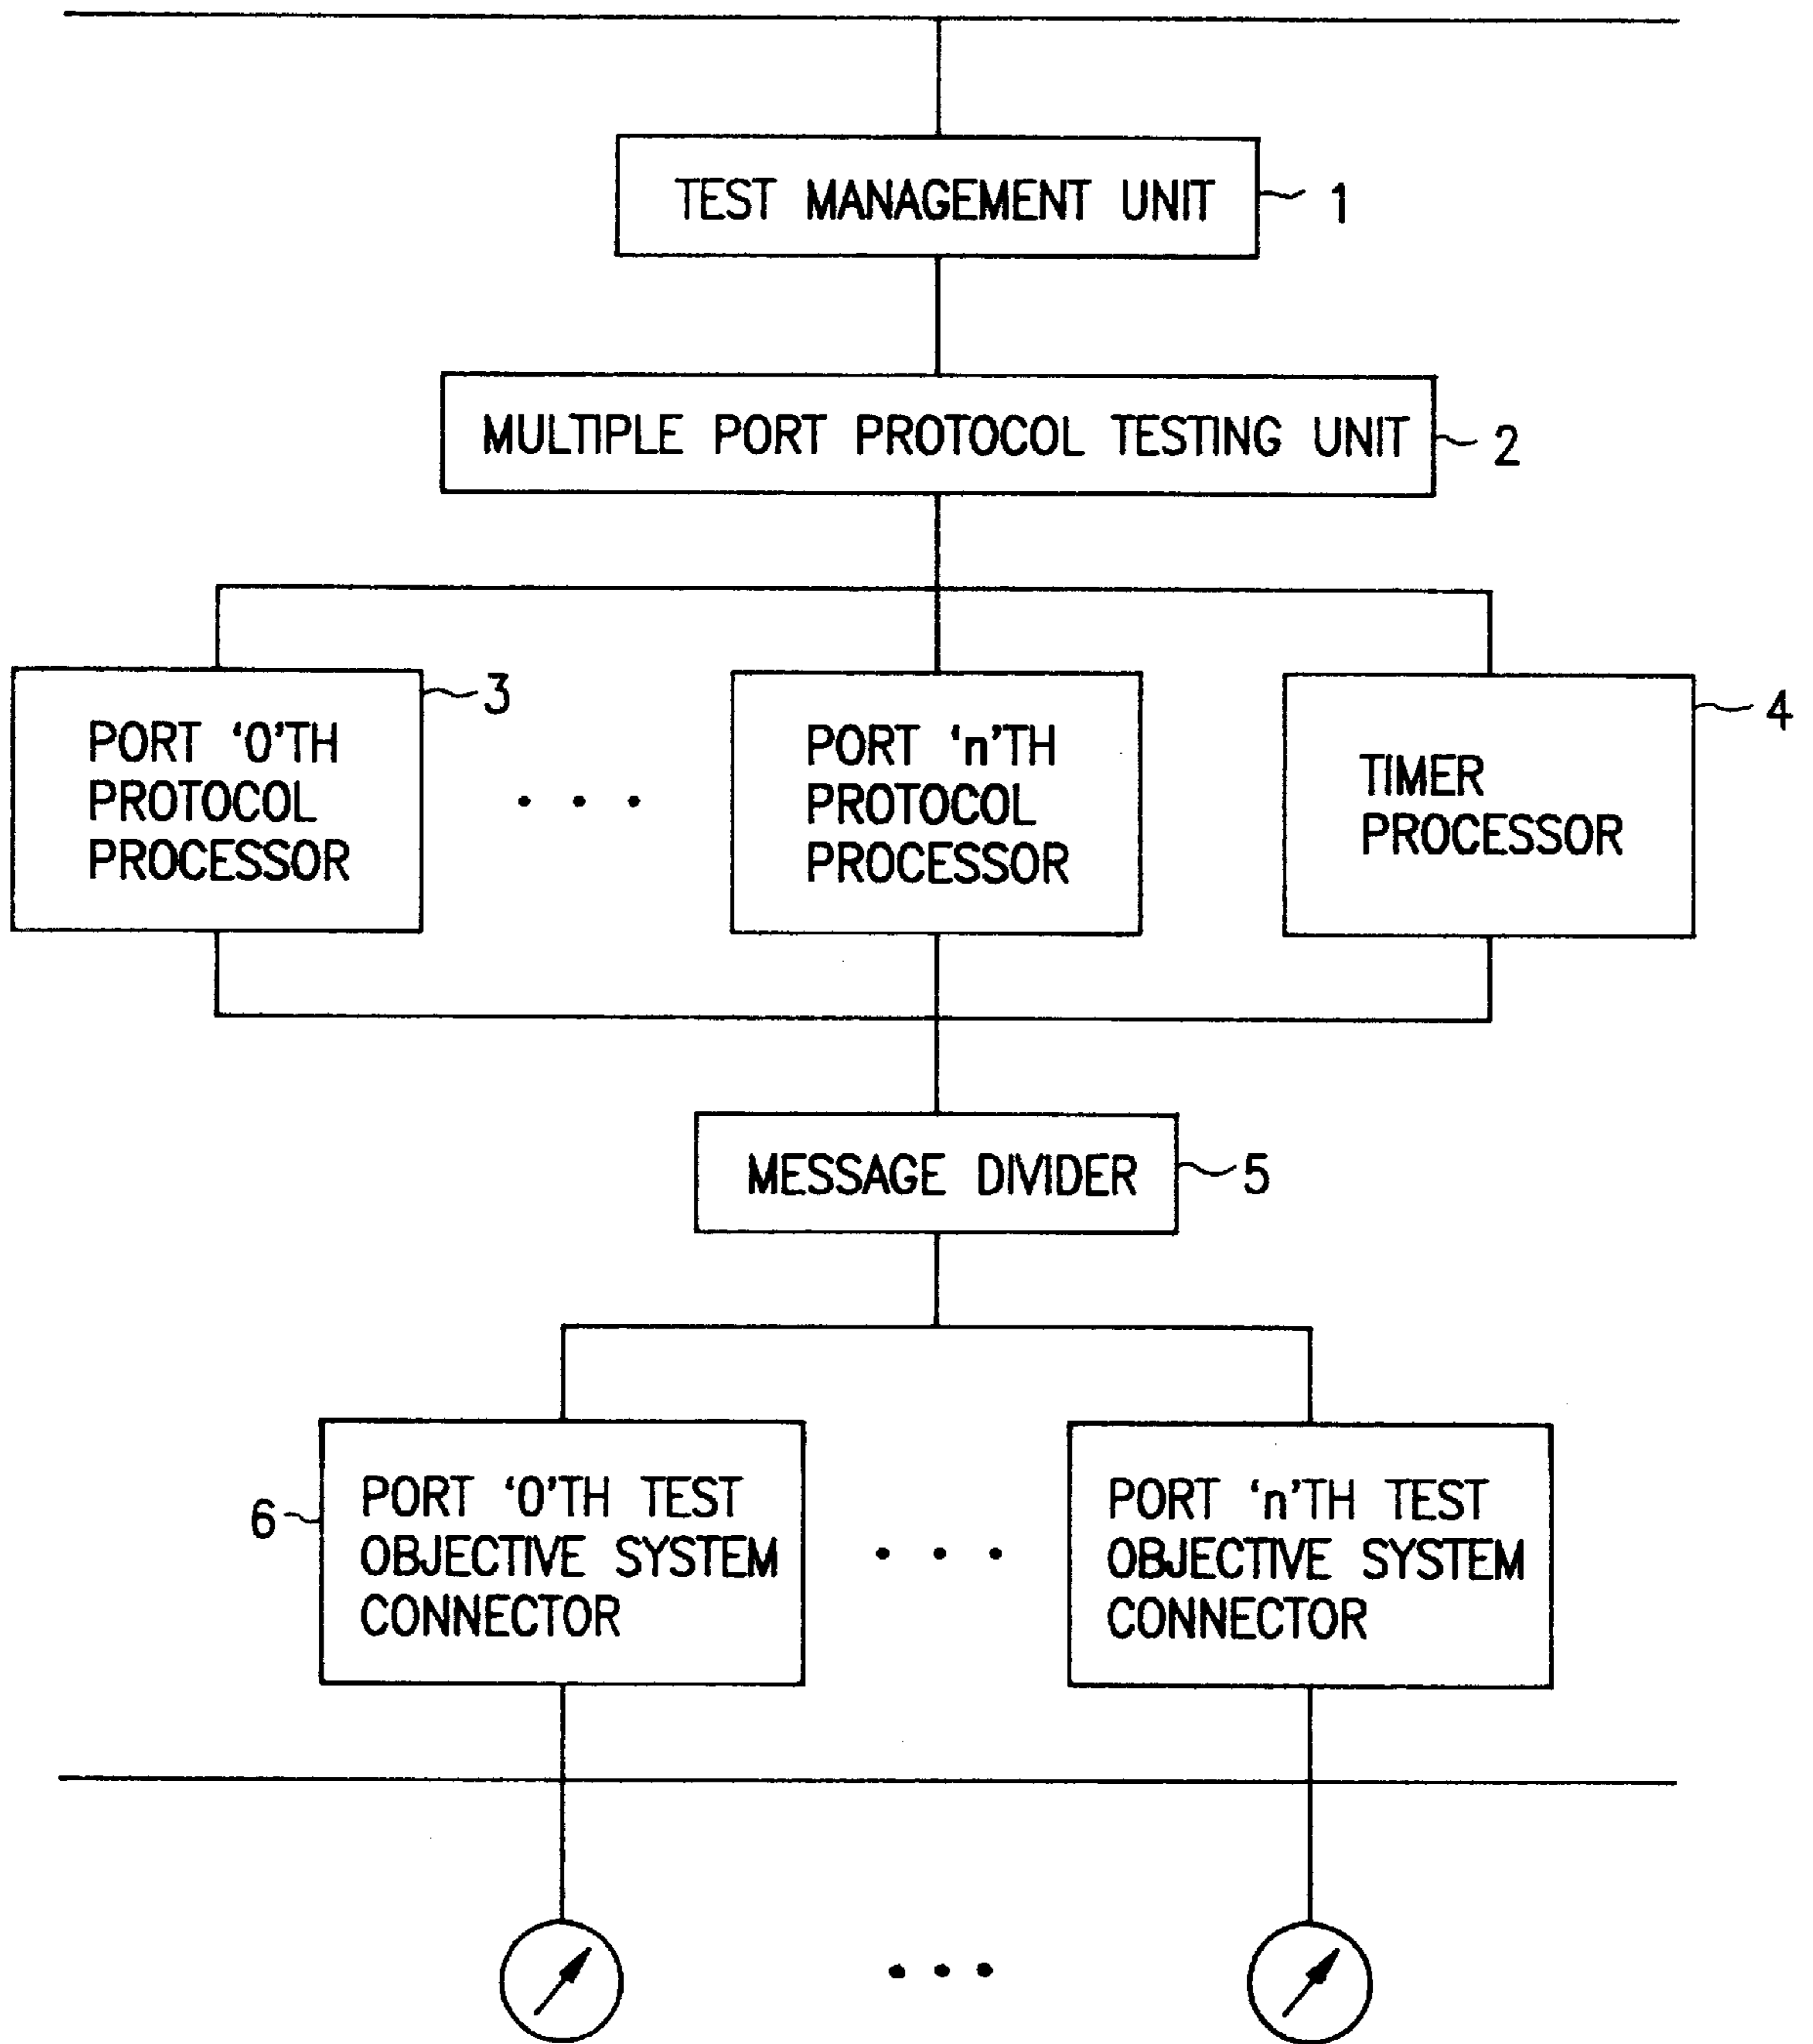 TEST MANAGEMENT UNIT
1
MULTIPLE PORT PROTOCOL TESTING UNIT
2
PORT ‘0’TH
PROTOCOL
PROCESSOR
3
PORT ‘n’TH
PROTOCOL
PROCESSOR
TIMER
PROCESSOR
4
MESSAGE DIVIDER
5
6
PORT ‘0’TH TEST
OBJECTIVE SYSTEM
CONNECTOR
PORT ‘n’TH TEST
OBJECTIVE SYSTEM
CONNECTOR